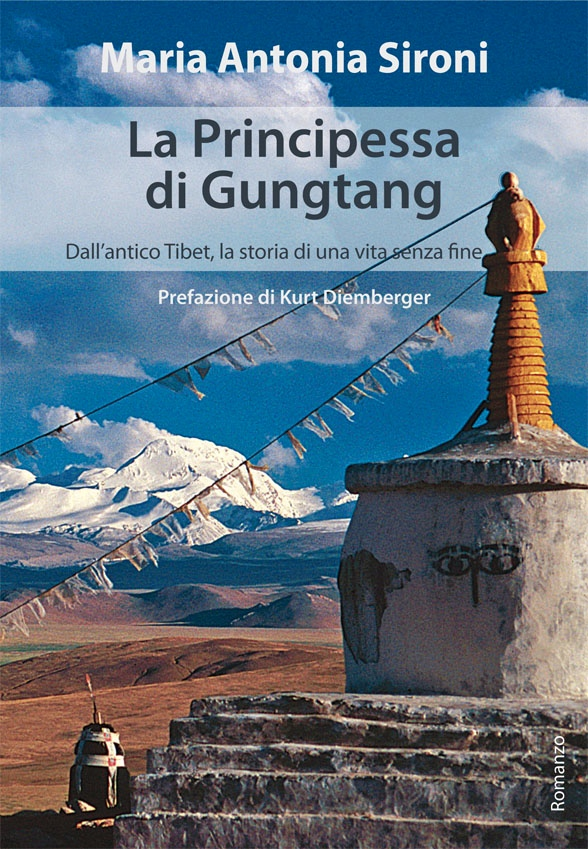 Maria Antonia Sironi
La Principessa
di Gungtang
Dall'antico Tibet, la storia di una vita senza fine
Prefazione di Kurt Diemberger
Romanzo